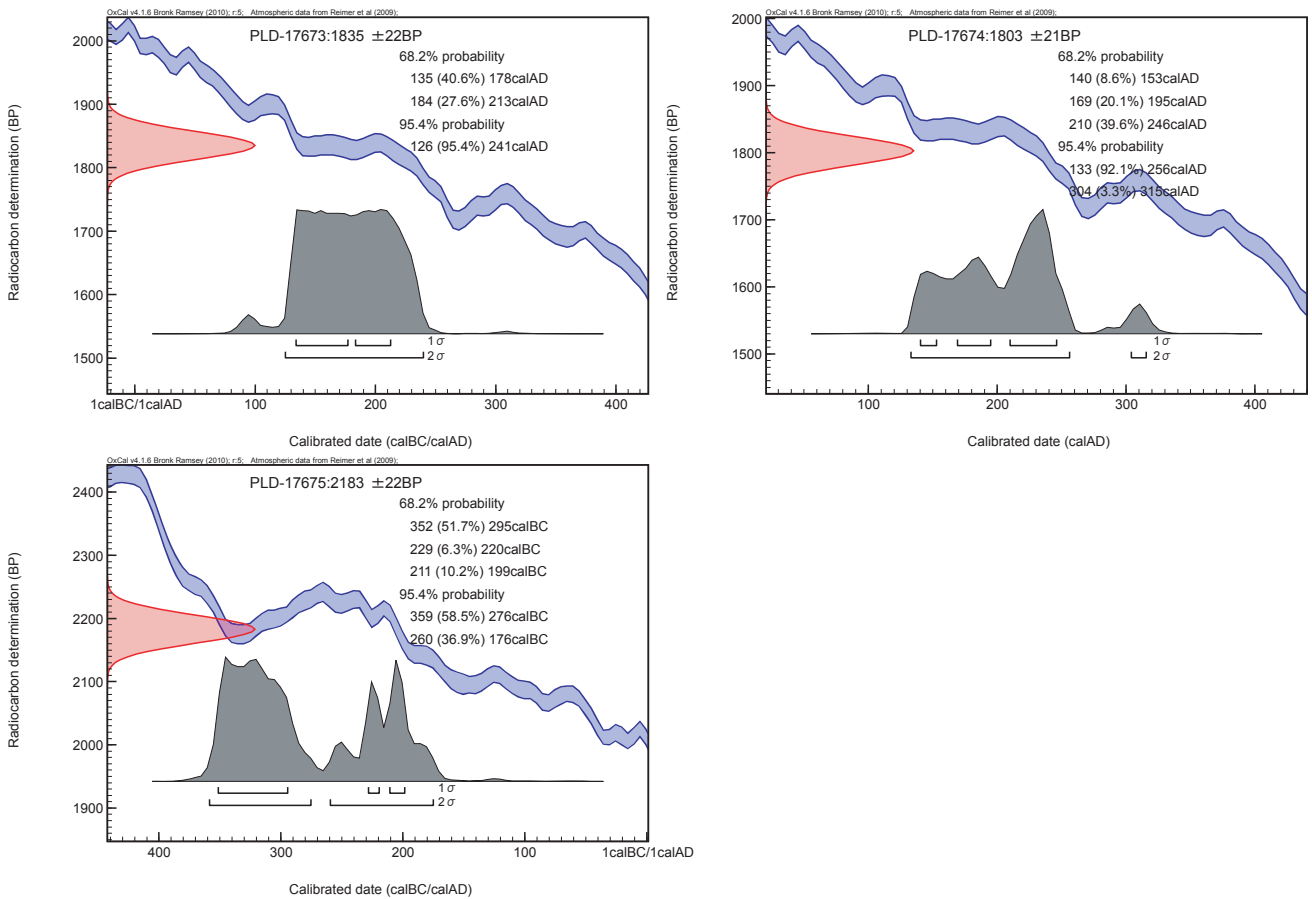 OxCal v4.1.6 Bronk Ramsey (2010); r:5; Atmospheric data from Reimer et al (2009);
PLD-17673:1835 ±22BP
68.2% probability
135 (40.6%) 178calAD
184 (27.6%) 213calAD
95.4% probability
126 (95.4%) 241calAD
Radiocarbon determination (BP)
2000
1900
1800
1700
1600
1500
1σ
2σ
1calBC/1calAD 100 200 300 400
Calibrated date (calBC/calAD)
OxCal v4.1.6 Bronk Ramsey (2010); r:5; Atmospheric data from Reimer et al (2009);
PLD-17674:1803 ±21BP
68.2% probability
140 (8.6%) 153calAD
169 (20.1%) 195calAD
210 (39.6%) 246calAD
95.4% probability
133 (92.1%) 256calAD
304 (3.3%) 315calAD
Radiocarbon determination (BP)
2000
1900
1800
1700
1600
1500
1σ
2σ
100 200 300 400
Calibrated date (calAD)
OxCal v4.1.6 Bronk Ramsey (2010); r:5; Atmospheric data from Reimer et al (2009);
PLD-17675:2183 ±22BP
68.2% probability
352 (51.7%) 295calBC
229 (6.3%) 220calBC
211 (10.2%) 199calBC
95.4% probability
359 (58.5%) 276calBC
260 (36.9%) 176calBC
Radiocarbon determination (BP)
2400
2300
2200
2100
2000
1900
1σ
2σ
400 300 200 100 1calBC/1calAD
Calibrated date (calBC/calAD)